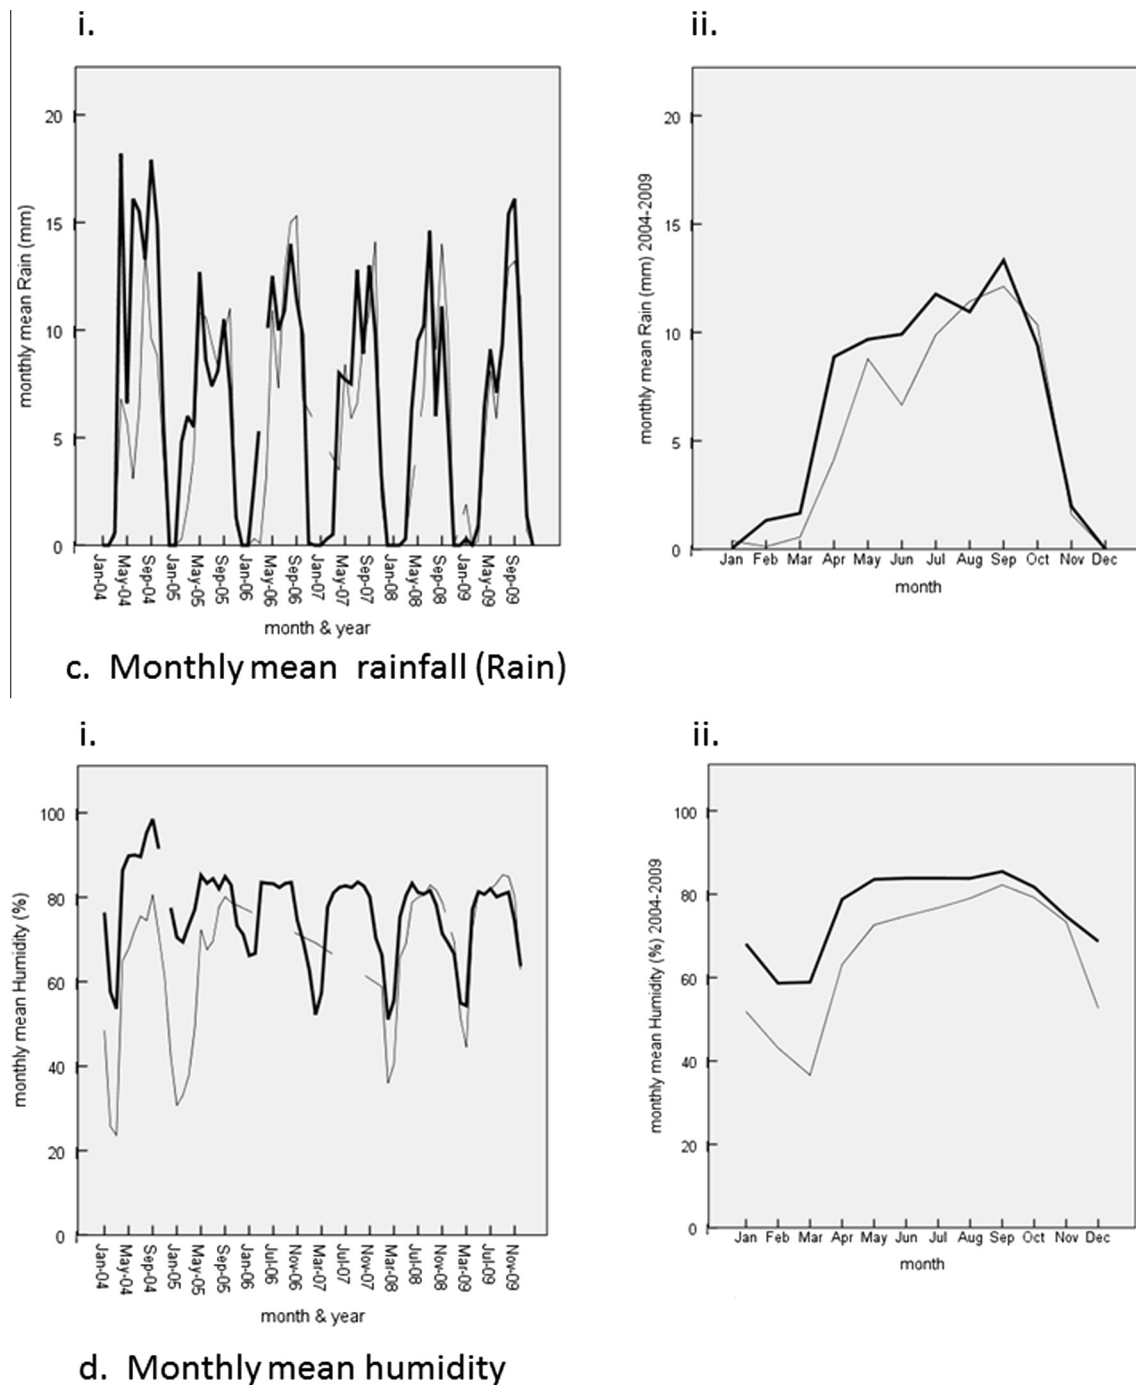 i.
monthly mean Rain (mm)
20
15
10
5
0
Jan-04
May-04
Sep-04
Jan-05
May-05
Sep-05
Jan-06
May-06
Sep-06
Jan-07
May-07
Sep-07
Jan-08
May-08
Sep-08
Jan-09
May-09
Sep-09
month & year
ii.
monthly mean Rain (mm) 2004-2009
20
15
10
5
0
Jan Feb Mar Apr May Jun Jul Aug Sep Oct Nov Dec
month
c. Monthly mean rainfall (Rain)
i.
monthly mean Humidity (%)
100
80
60
40
20
0
Jan-04
May-04
Sep-04
Jan-05
May-05
Sep-05
Jan-06
Jul-06
Nov-06
Mar-07
Jul-07
Nov-07
Mar-08
Jul-08
Nov-08
Mar-09
Jul-09
Nov-09
month & year
ii.
monthly mean Humidity (%) 2004-2009
100
80
60
40
20
0
Jan Feb Mar Apr May Jun Jul Aug Sep Oct Nov Dec
month
d. Monthly mean humidity